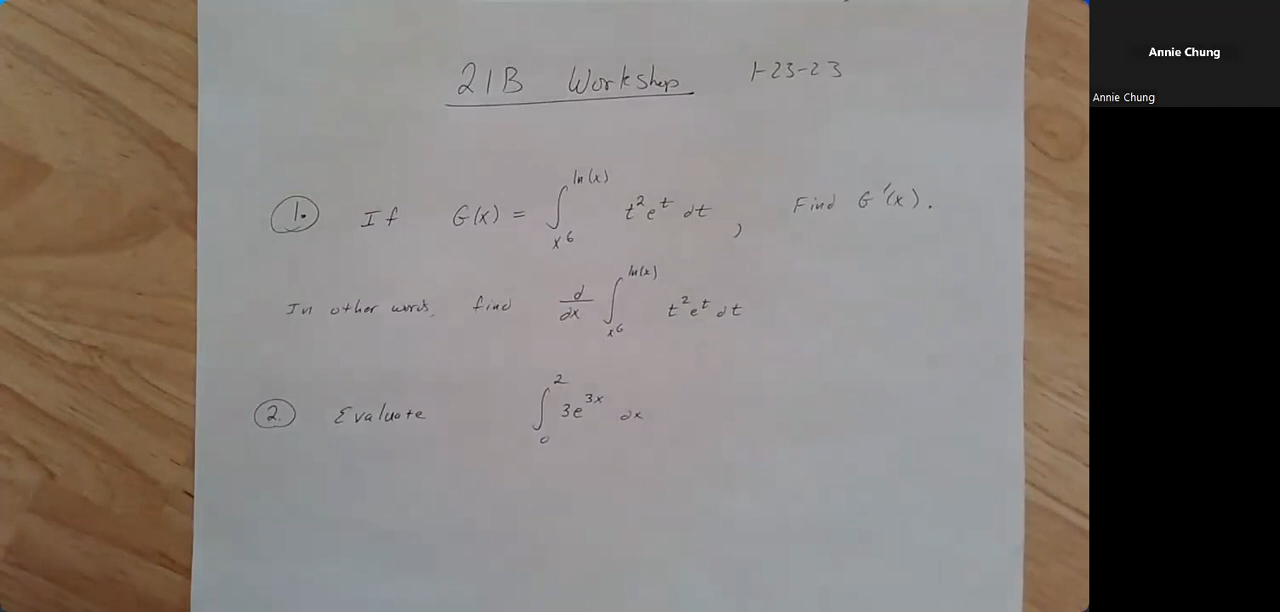 21B Workshop 1-23-23
1. If G(x) = ∫_{x^6}^{ln(x)} t^2 e^t dt, Find G'(x).
In other words, find d/dx ∫_{x^6}^{ln(x)} t^2 e^t dt
2. Evaluate ∫_0^2 3e^{3x} dx
Annie Chung
Annie Chung